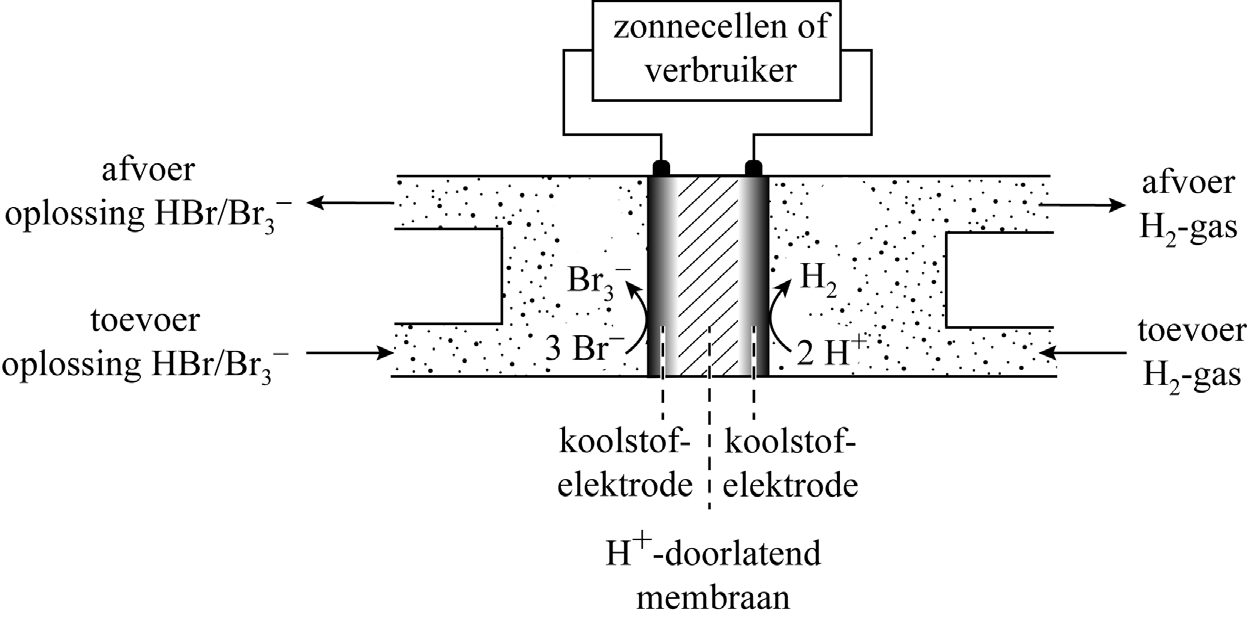 zonnecellen of
verbruiker
afvoer
oplossing HBr/Br₃⁻
afvoer
H₂-gas
Br₃⁻
3 Br⁻
H₂
2 H⁺
toevoer
oplossing HBr/Br₃⁻
toevoer
H₂-gas
koolstof-
elektrode
koolstof-
elektrode
H⁺-doorlatend
membraan